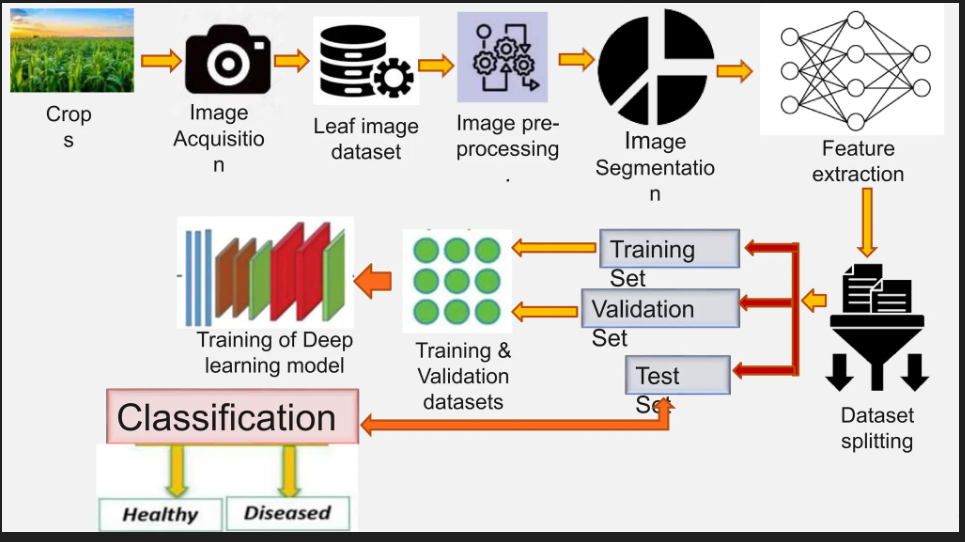 Crop
s
Image
Acquisitio
n
Leaf image
dataset
Image pre-
processing
.
Image
Segmentatio
n
Feature
extraction
Training
Set
Validation
Set
Test
Set
Dataset
splitting
Training &
Validation
datasets
Training of Deep
learning model
Classification
Healthy
Diseased